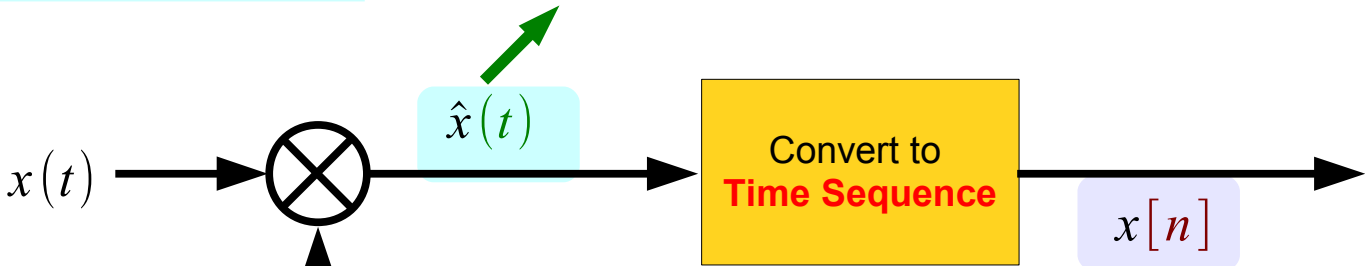 x(t)
x̂(t)
Convert to
Time Sequence
x[n]